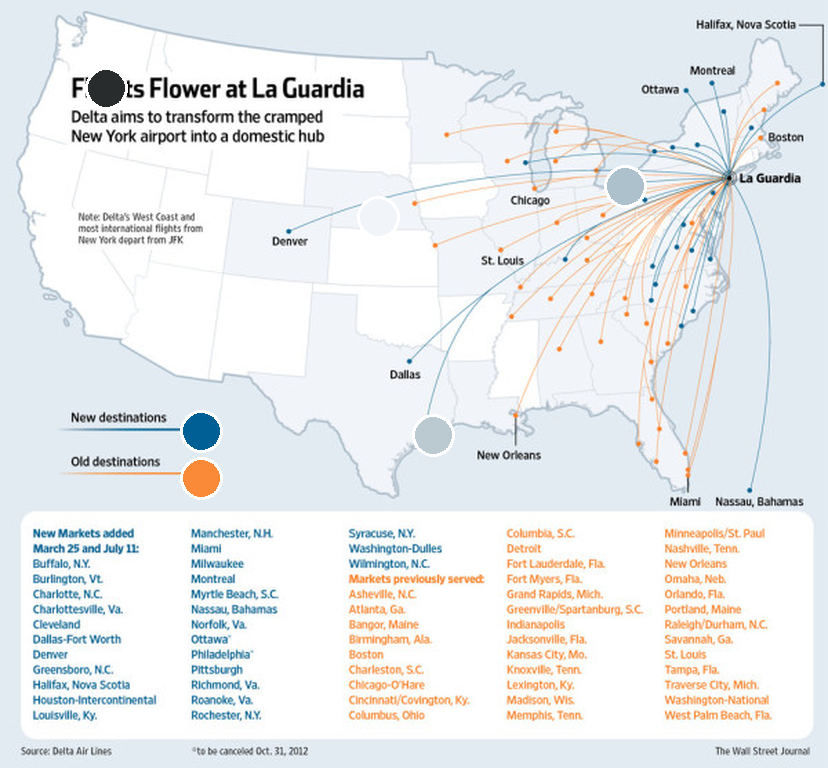 Halifax, Nova Scotia
Montreal
Ottawa
Flower at La Guardia
Delta aims to transform the cramped
New York airport into a domestic hub
Boston
La Guardia
Chicago
Note: Delta's West Coast and
most international flights from
New York depart from JFK
Denver
St. Louis
Dallas
New destinations
Old destinations
New Orleans
Miami
Nassau, Bahamas
New Markets added
March 25 and July 11:
Buffalo, N.Y.
Burlington, Vt.
Charlotte, N.C.
Charlottesville, Va.
Cleveland
Dallas-Fort Worth
Denver
Greensboro, N.C.
Halifax, Nova Scotia
Houston-Intercontinental
Louisville, Ky.
Manchester, N.H.
Miami
Milwaukee
Montreal
Myrtle Beach, S.C.
Nassau, Bahamas
Norfolk, Va.
Ottawa*
Philadelphia*
Pittsburgh
Richmond, Va.
Roanoke, Va.
Rochester, N.Y.
Syracuse, N.Y.
Washington-Dulles
Wilmington, N.C.
Markets previously served:
Asheville, N.C.
Atlanta, Ga.
Bangor, Maine
Birmingham, Ala.
Boston
Charleston, S.C.
Chicago-O'Hare
Cincinnati/Covington, Ky.
Columbus, Ohio
Columbia, S.C.
Detroit
Fort Lauderdale, Fla.
Fort Myers, Fla.
Grand Rapids, Mich.
Greenville/Spartanburg, S.C.
Indianapolis
Jacksonville, Fla.
Kansas City, Mo.
Knoxville, Tenn.
Lexington, Ky.
Madison, Wis.
Memphis, Tenn.
Minneapolis/St. Paul
Nashville, Tenn.
New Orleans
Omaha, Neb.
Orlando, Fla.
Portland, Maine
Raleigh/Durham, N.C.
Savannah, Ga.
St. Louis
Tampa, Fla.
Traverse City, Mich.
Washington-National
West Palm Beach, Fla.
Source: Delta Air Lines
*to be canceled Oct. 31, 2012
The Wall Street Journal